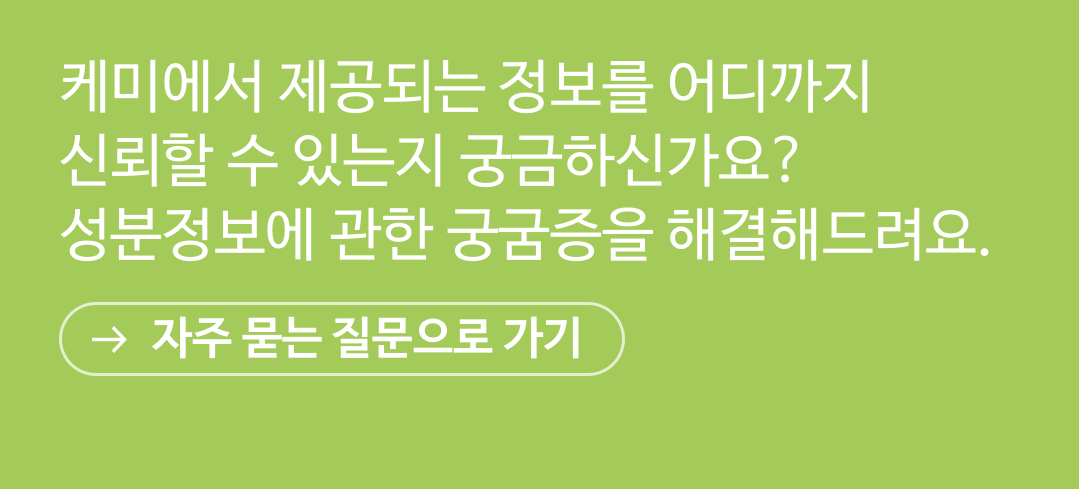 케미에서 제공되는 정보를 어디까지
신뢰할 수 있는지 궁금하신가요?
성분정보에 관한 궁굼증을 해결해드려요.
→ 자주 묻는 질문으로 가기